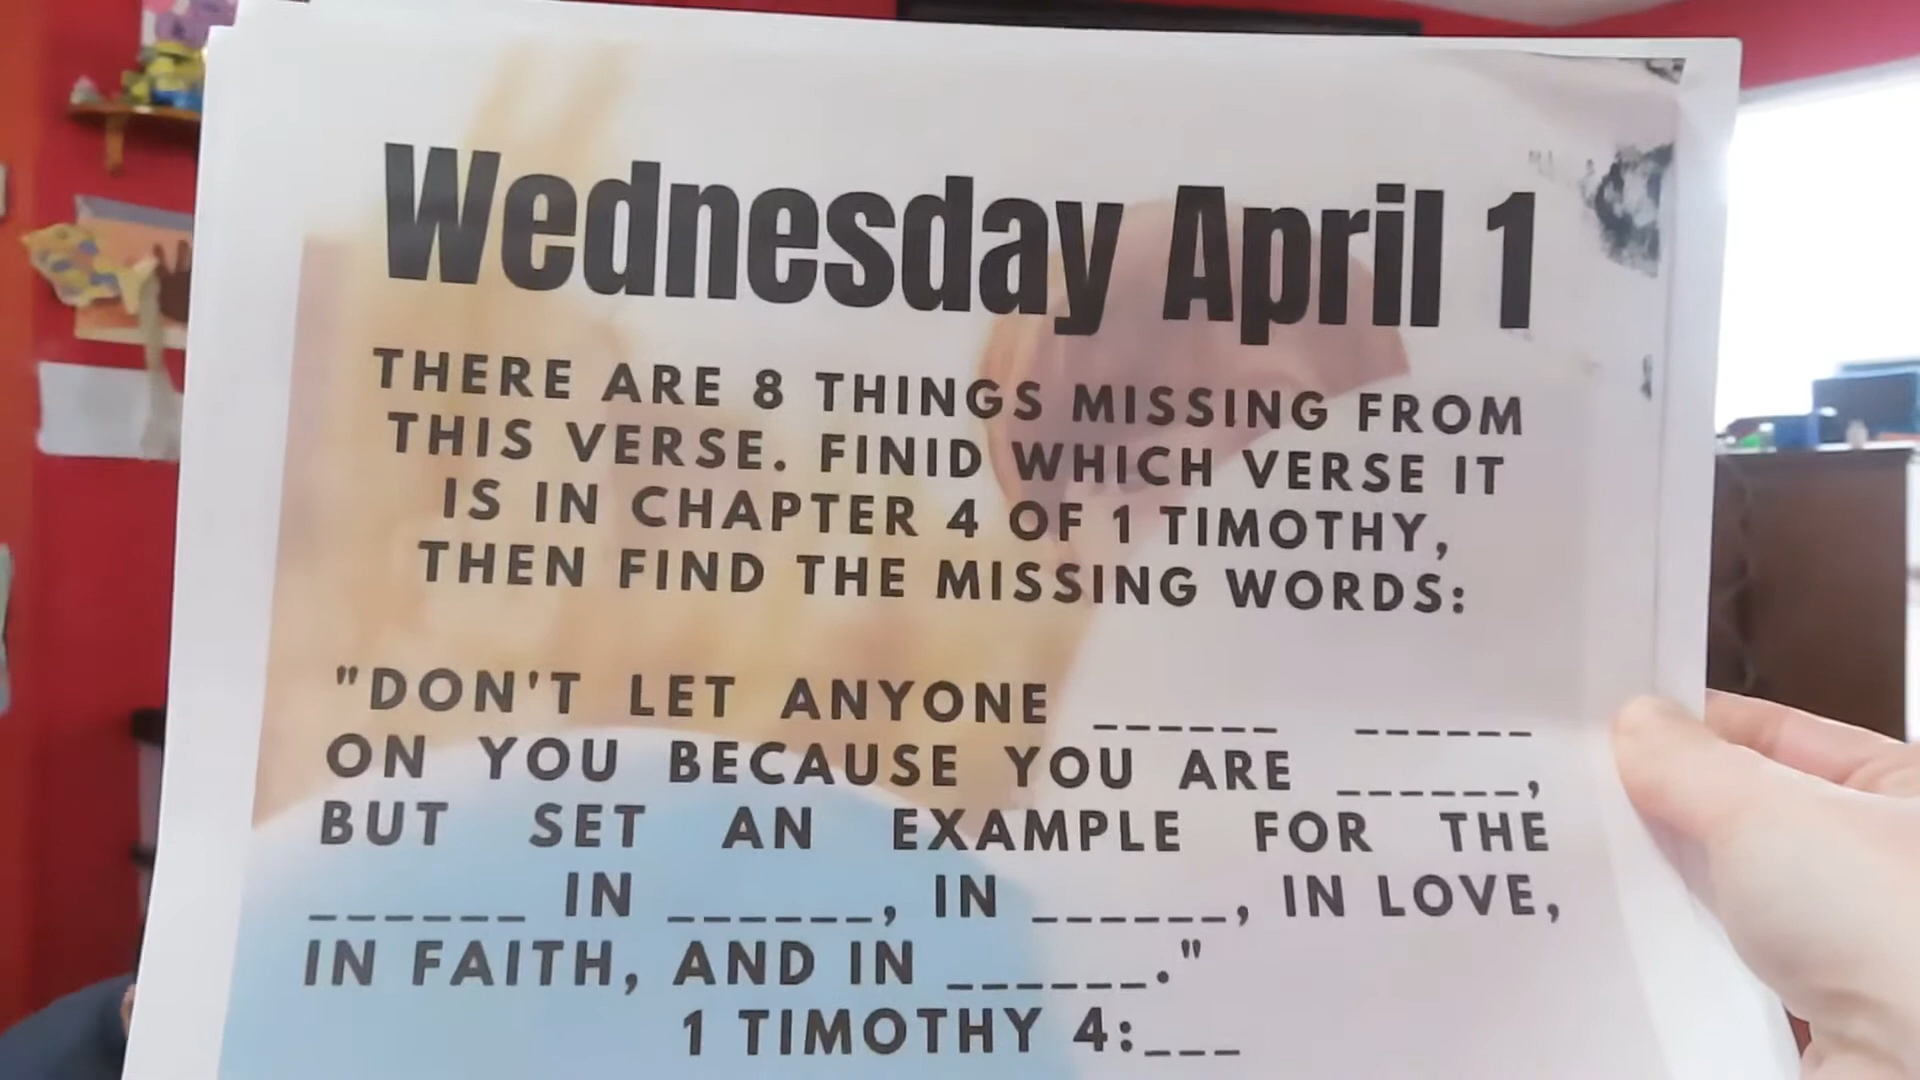 Wednesday April 1
THERE ARE 8 THINGS MISSING FROM
THIS VERSE. FINID WHICH VERSE IT
IS IN CHAPTER 4 OF 1 TIMOTHY,
THEN FIND THE MISSING WORDS:
"DON'T LET ANYONE ______ ______
ON YOU BECAUSE YOU ARE ______,
BUT SET AN EXAMPLE FOR THE
______ IN ______, IN ______, IN LOVE,
IN FAITH, AND IN ______."
1 TIMOTHY 4:___